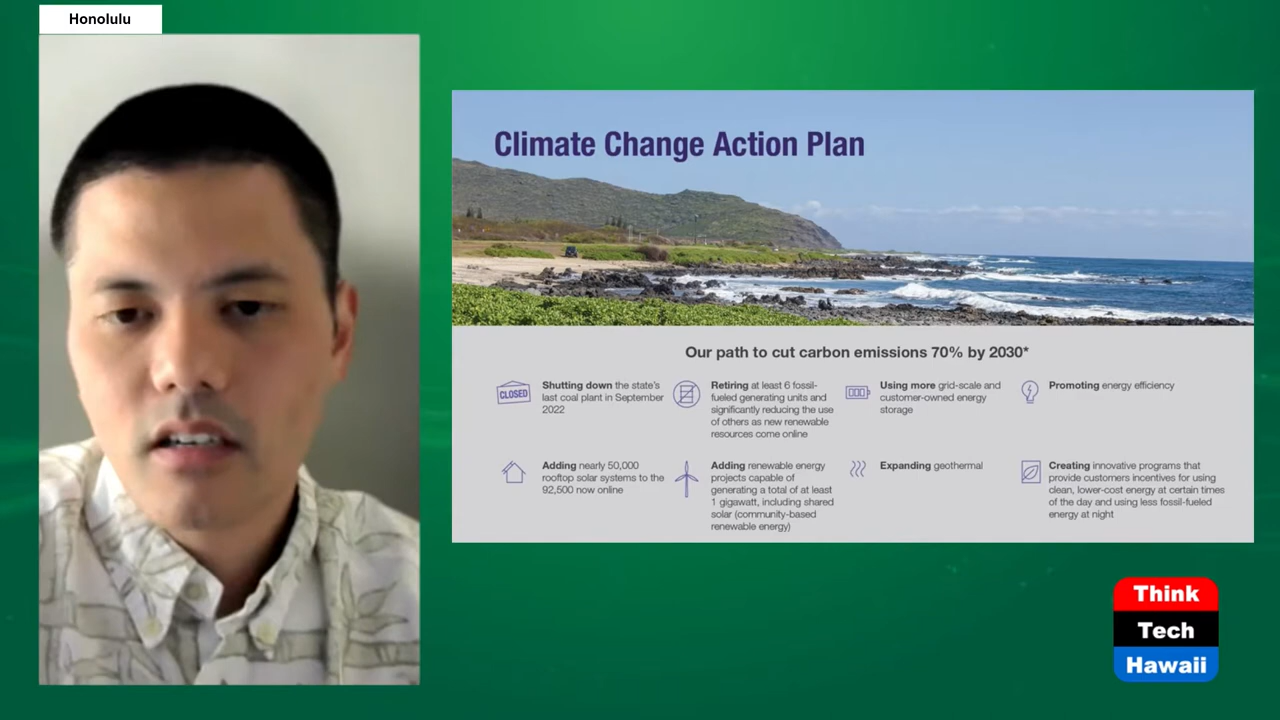 Honolulu
Climate Change Action Plan
Our path to cut carbon emissions 70% by 2030*
CLOSED
Shutting down the state's
last coal plant in September
2022
Retiring at least 6 fossil-
fueled generating units and
significantly reducing the use
of others as new renewable
resources come online
Using more grid-scale and
customer-owned energy
storage
Promoting energy efficiency
Adding nearly 50,000
rooftop solar systems to the
92,500 now online
Adding renewable energy
projects capable of
generating a total of at least
1 gigawatt, including shared
solar (community-based
renewable energy)
Expanding geothermal
Creating innovative programs that
provide customers incentives for using
clean, lower-cost energy at certain times
of the day and using less fossil-fueled
energy at night
Think
Tech
Hawaii